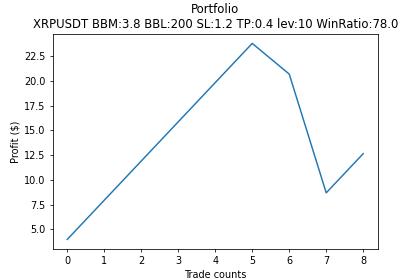 Portfolio
XRPUSDT BBM:3.8 BBL:200 SL:1.2 TP:0.4 lev:10 WinRatio:78.0
22.5
20.0
17.5
15.0
12.5
10.0
7.5
5.0
Profit ($)
0 1 2 3 4 5 6 7 8
Trade counts